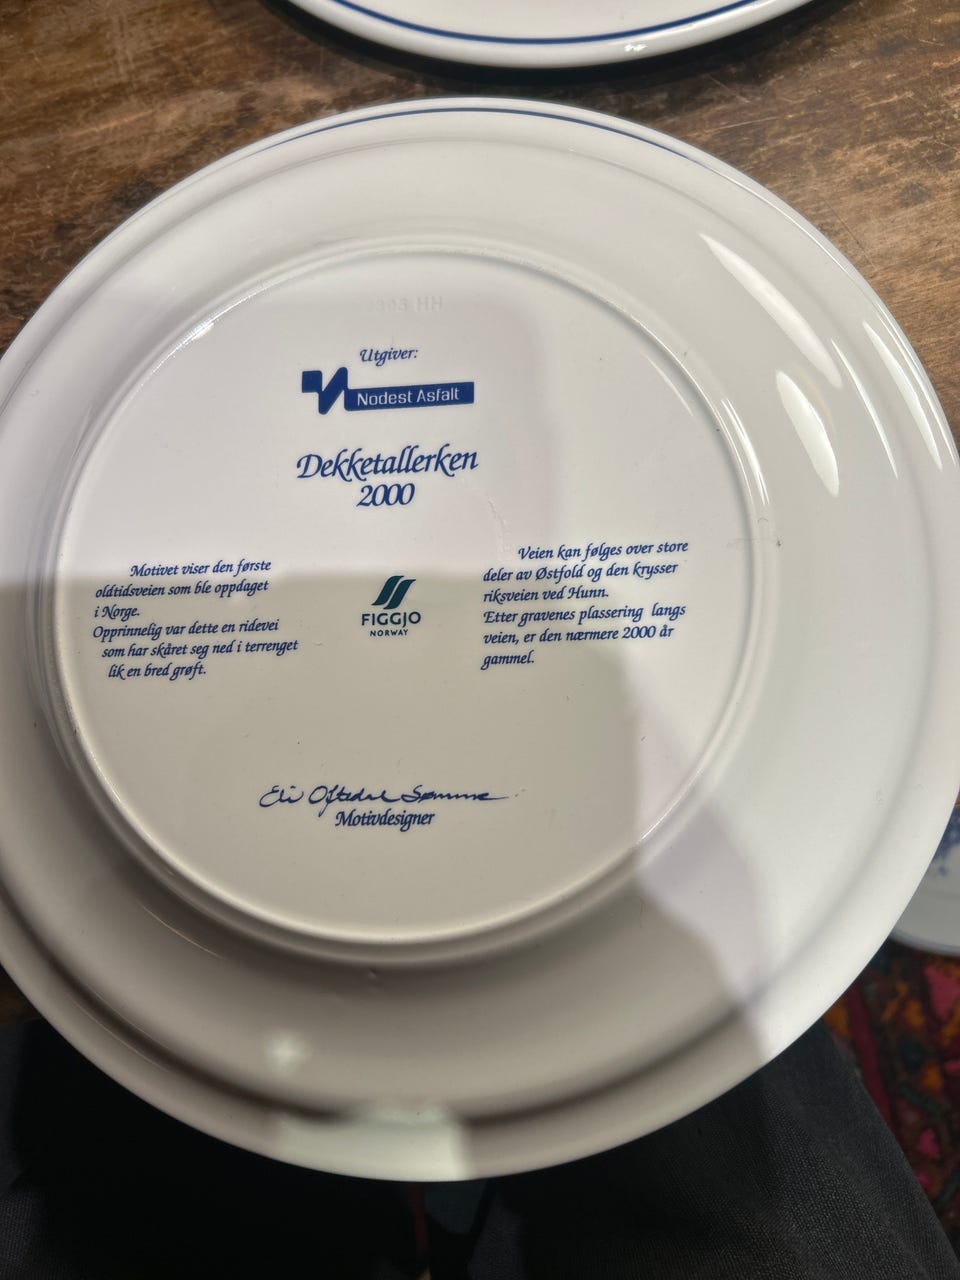 Utgiver:
Nodest Asfalt
Dekketallerken
2000
Motivet viser den første
oldtidsveien som ble oppdaget
i Norge.
Opprinnelig var dette en ridevei
som har skåret seg ned i terrenget
lik en bred grøft.
FIGGJO
NORWAY
Veien kan følges over store
deler av Østfold og den krysser
riksveien ved Hunn.
Etter gravenes plassering langs
veien, er den nærmere 2000 år
gammel.
Eli Oftedal Sømme
Motivdesigner